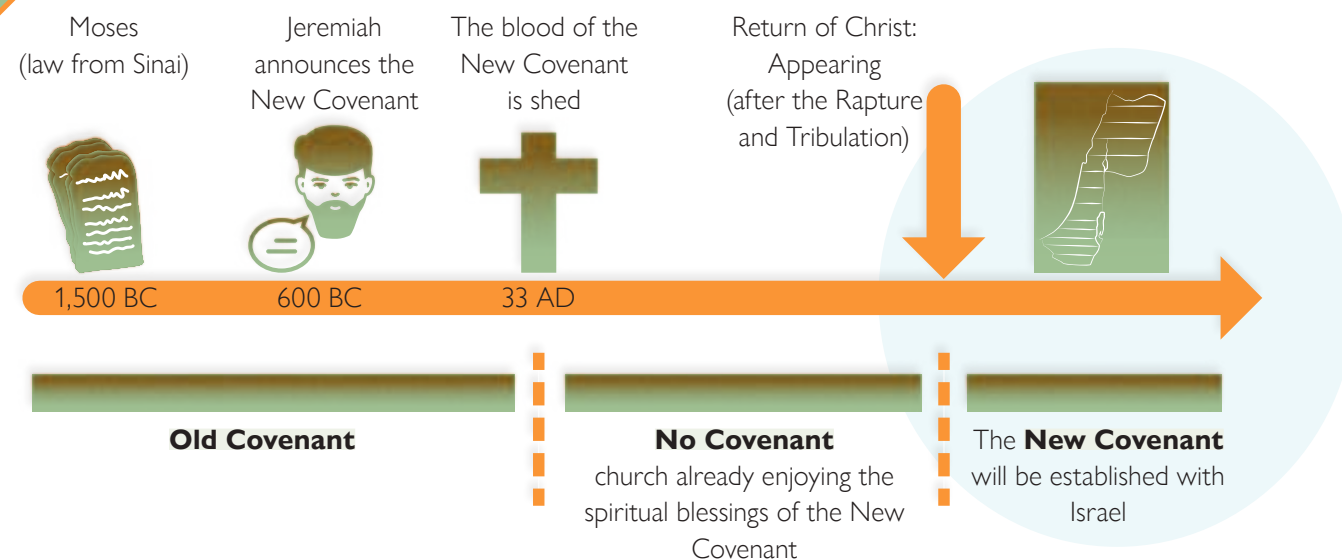 Moses
(law from Sinai)
Jeremiah
announces the
New Covenant
The blood of the
New Covenant
is shed
Return of Christ:
Appearing
(after the Rapture
and Tribulation)
1,500 BC
600 BC
33 AD
Old Covenant
No Covenant
church already enjoying the
spiritual blessings of the New
Covenant
The New Covenant
will be established with
Israel